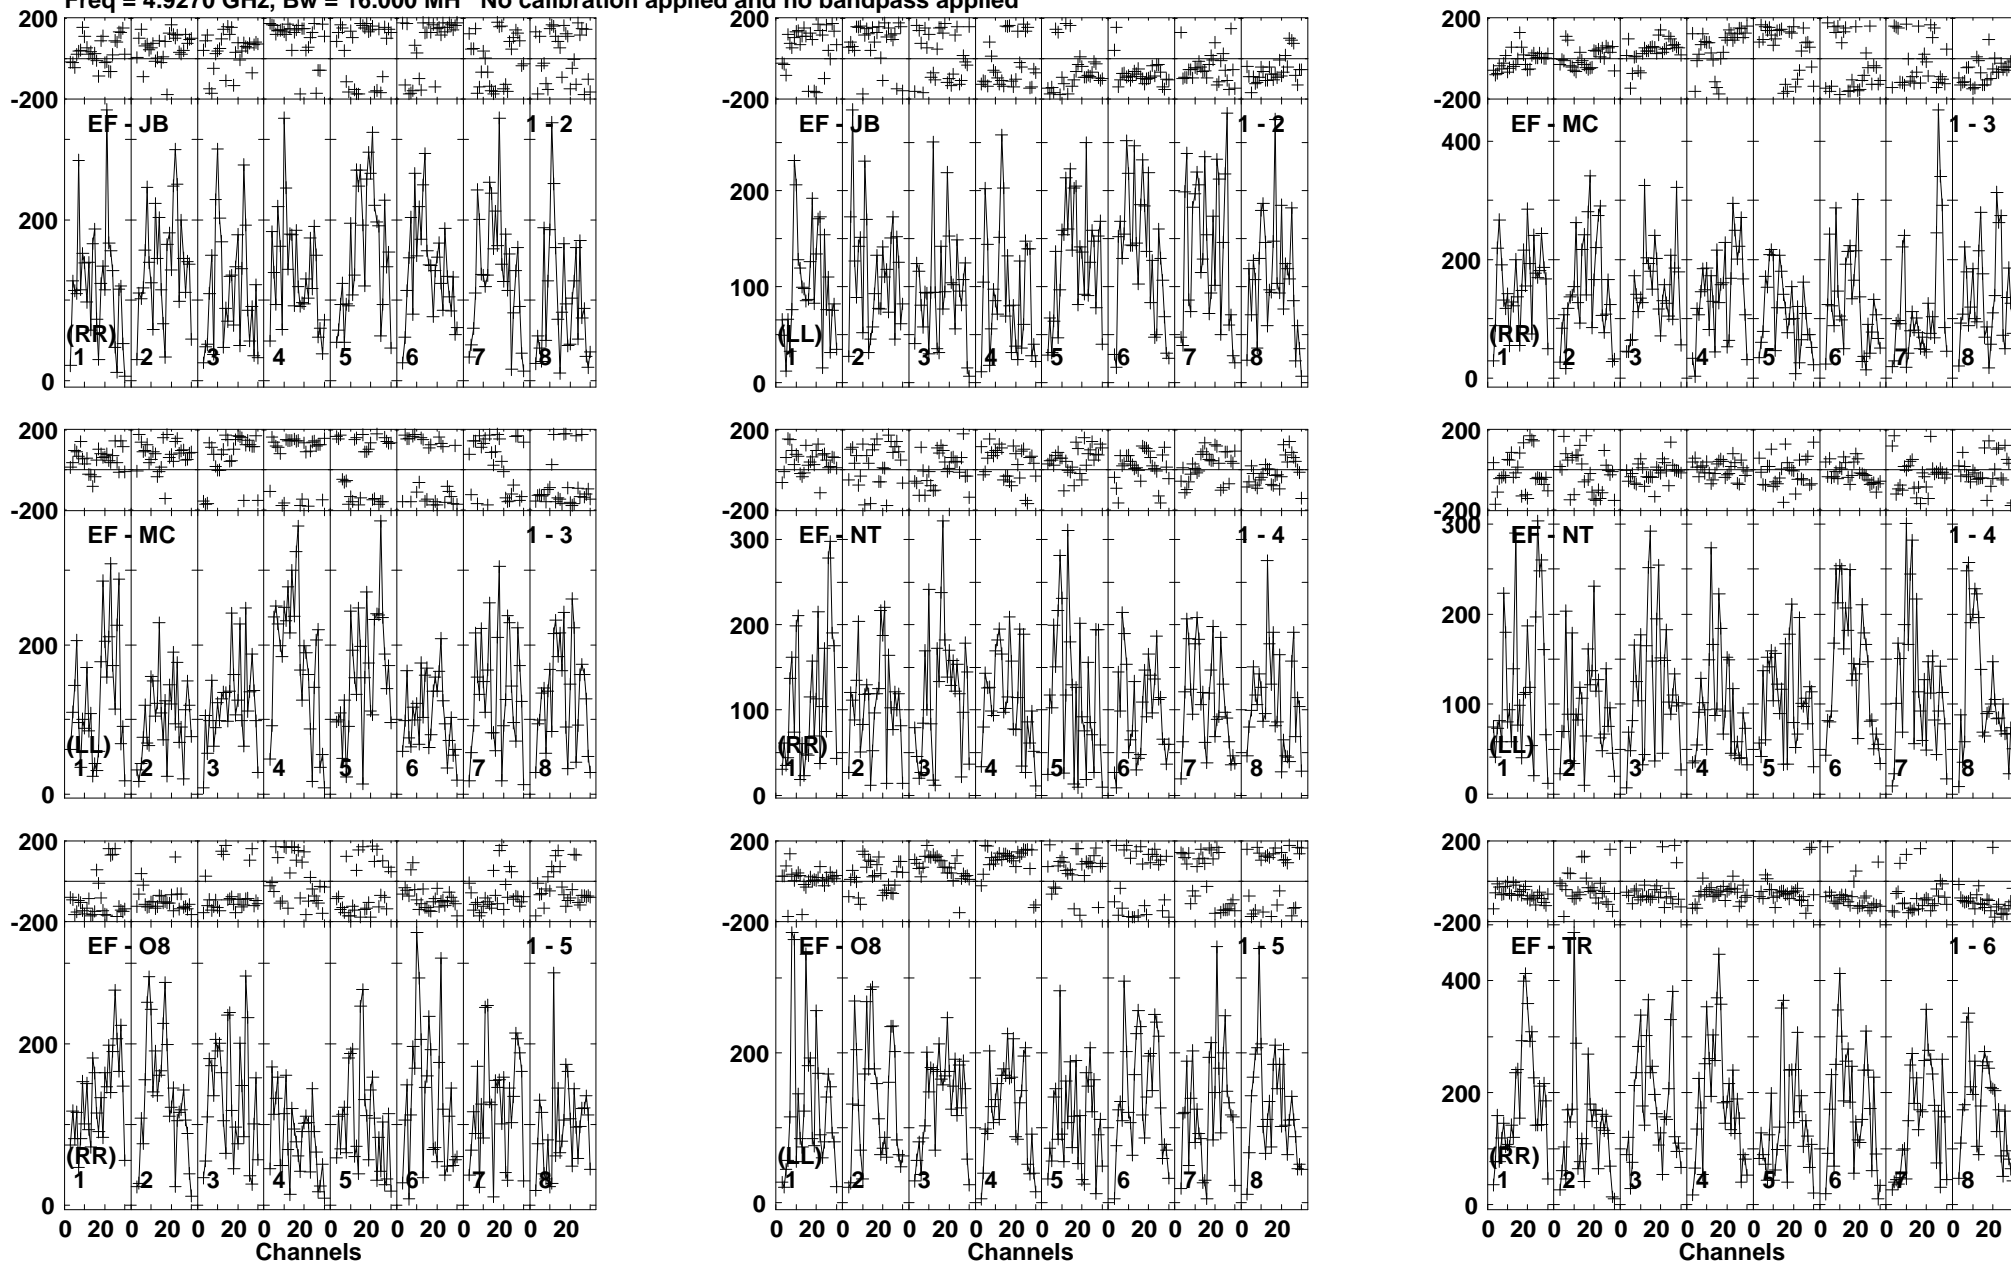 Freq = 4.9270 GHz, Bw = 16.000 MH No calibration applied and no bandpass applied
200 200 200
-200 -200 -200
EF - JB 1 - 2 EF - JB 1 - 2 EF - MC 1 - 3
400
200 200
200
100
(RR) (LL) (RR)
1 2 3 4 5 6 7 8 1 2 3 4 5 6 7 8 1 2 3 4 5 6 7 8
0 0 0
200 200 200
-200 -200 -200
EF - MC 1 - 3 EF - NT 1 - 4 EF - NT 1 - 4
300 300
200 200 200
100 100
(LL) (RR) (LL)
1 2 3 4 5 6 7 8 1 2 3 4 5 6 7 8 1 2 3 4 5 6 7 8
0 0 0
200 200 200
-200 -200 -200
EF - O8 1 - 5 EF - O8 1 - 5 EF - TR 1 - 6
400
200 200 200
(RR) (LL) (RR)
1 2 3 4 5 6 7 8 1 2 3 4 5 6 7 8 1 2 3 4 5 6 7 8
0 0 0
0 20 0 20 0 20 0 20 0 20 0 20 0 20 0 20 0 20 0 20 0 20 0 20 0 20 0 20 0 20 0 20 0 20 0 20 0 20 0 20 0 20 0 20 0 20 0 20
Channels Channels Channels